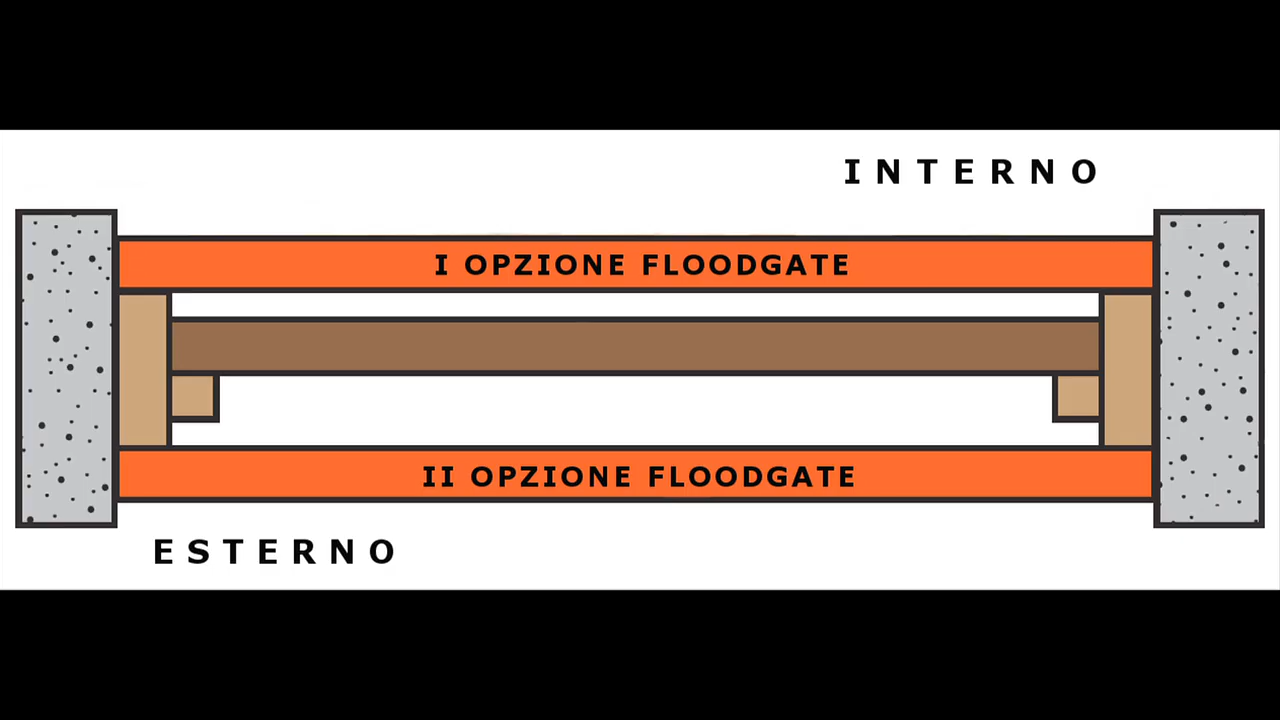 INTERNO
I OPZIONE FLOODGATE
II OPZIONE FLOODGATE
ESTERNO